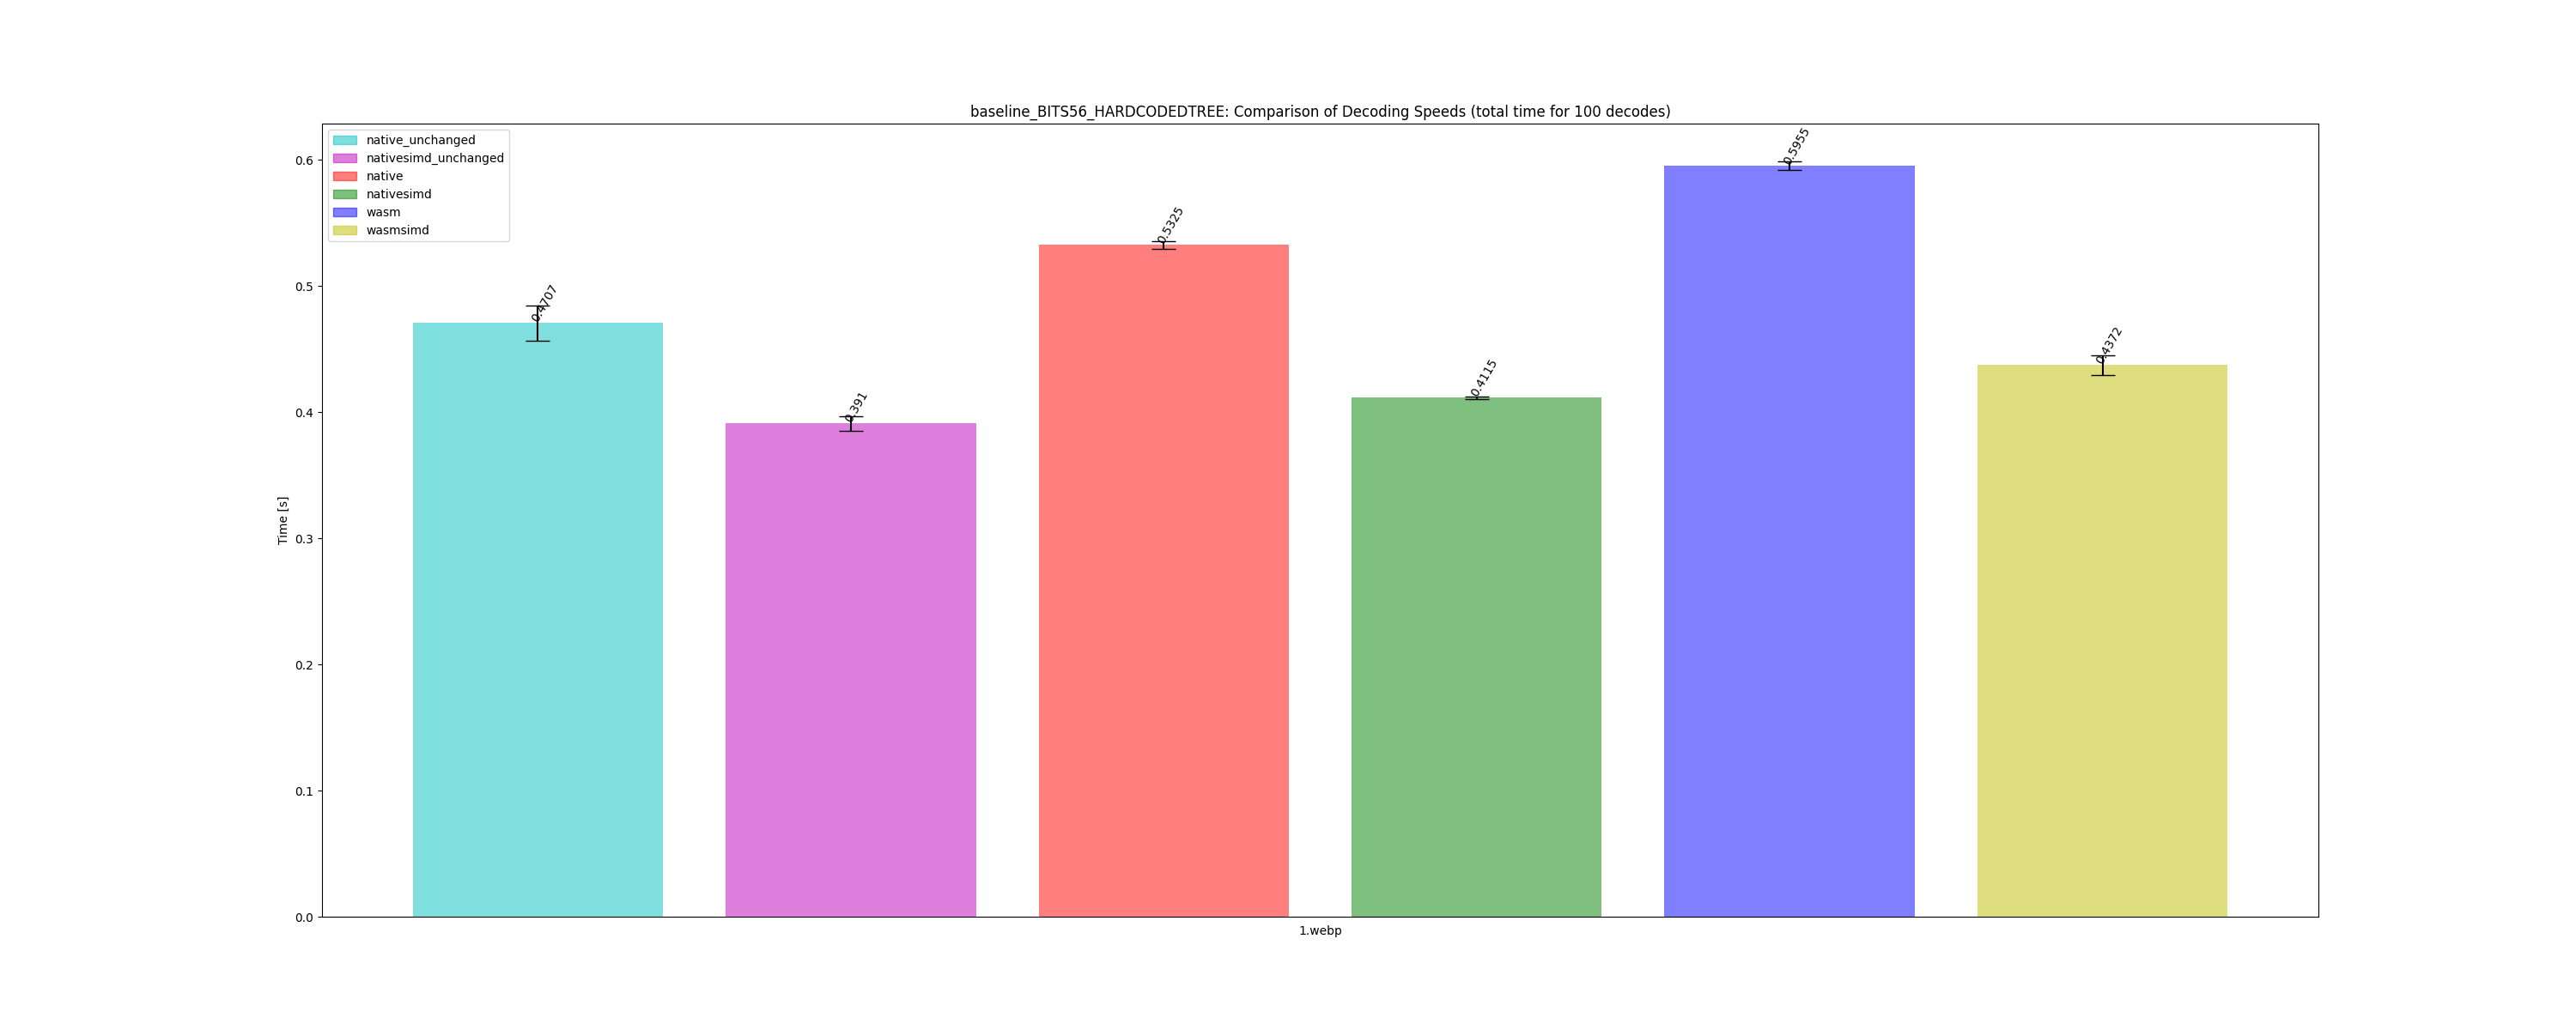 baseline_BITS56_HARDCODEDTREE: Comparison of Decoding Speeds (total time for 100 decodes)
native_unchanged
nativesimd_unchanged
native
nativesimd
wasm
wasmsimd
Time [s]
0.6
0.5
0.4
0.3
0.2
0.1
0.0
0.4707
0.391
0.5325
0.4115
0.5955
0.4372
1.webp